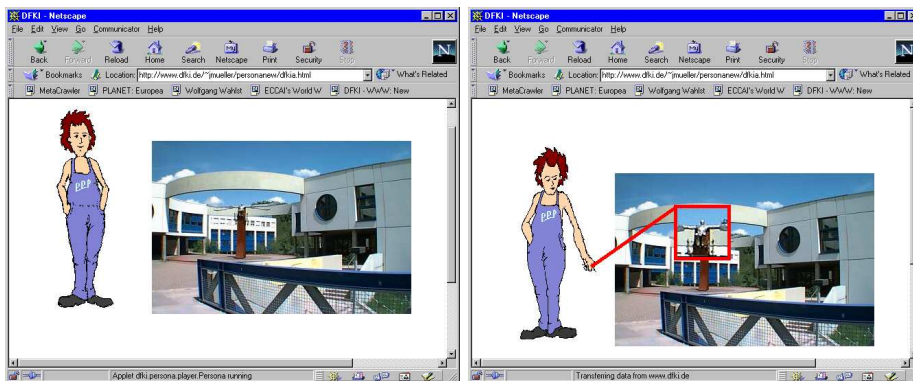 DFKI - Netscape
File Edit View Go Communicator Help
Back Forward Reload Home Search Netscape Print Security Stop
Bookmarks Location: http://www.dfki.de/~jmueller/personanew/dfkia.html What's Related
MetaCrawler PLANET: Europea Wolfgang Wahlst ECCAI's World W DFKI - WWW: New
PPP
Applet dfki.persona.player.Persona running
DFKI - Netscape
File Edit View Go Communicator Help
Back Forward Reload Home Search Netscape Print Security Stop
Bookmarks Location: http://www.dfki.de/~jmueller/personanew/dfkia.html What's Related
MetaCrawler PLANET: Europea Wolfgang Wahlst ECCAI's World W DFKI - WWW: New
PPP
Transferring data from www.dfki.de